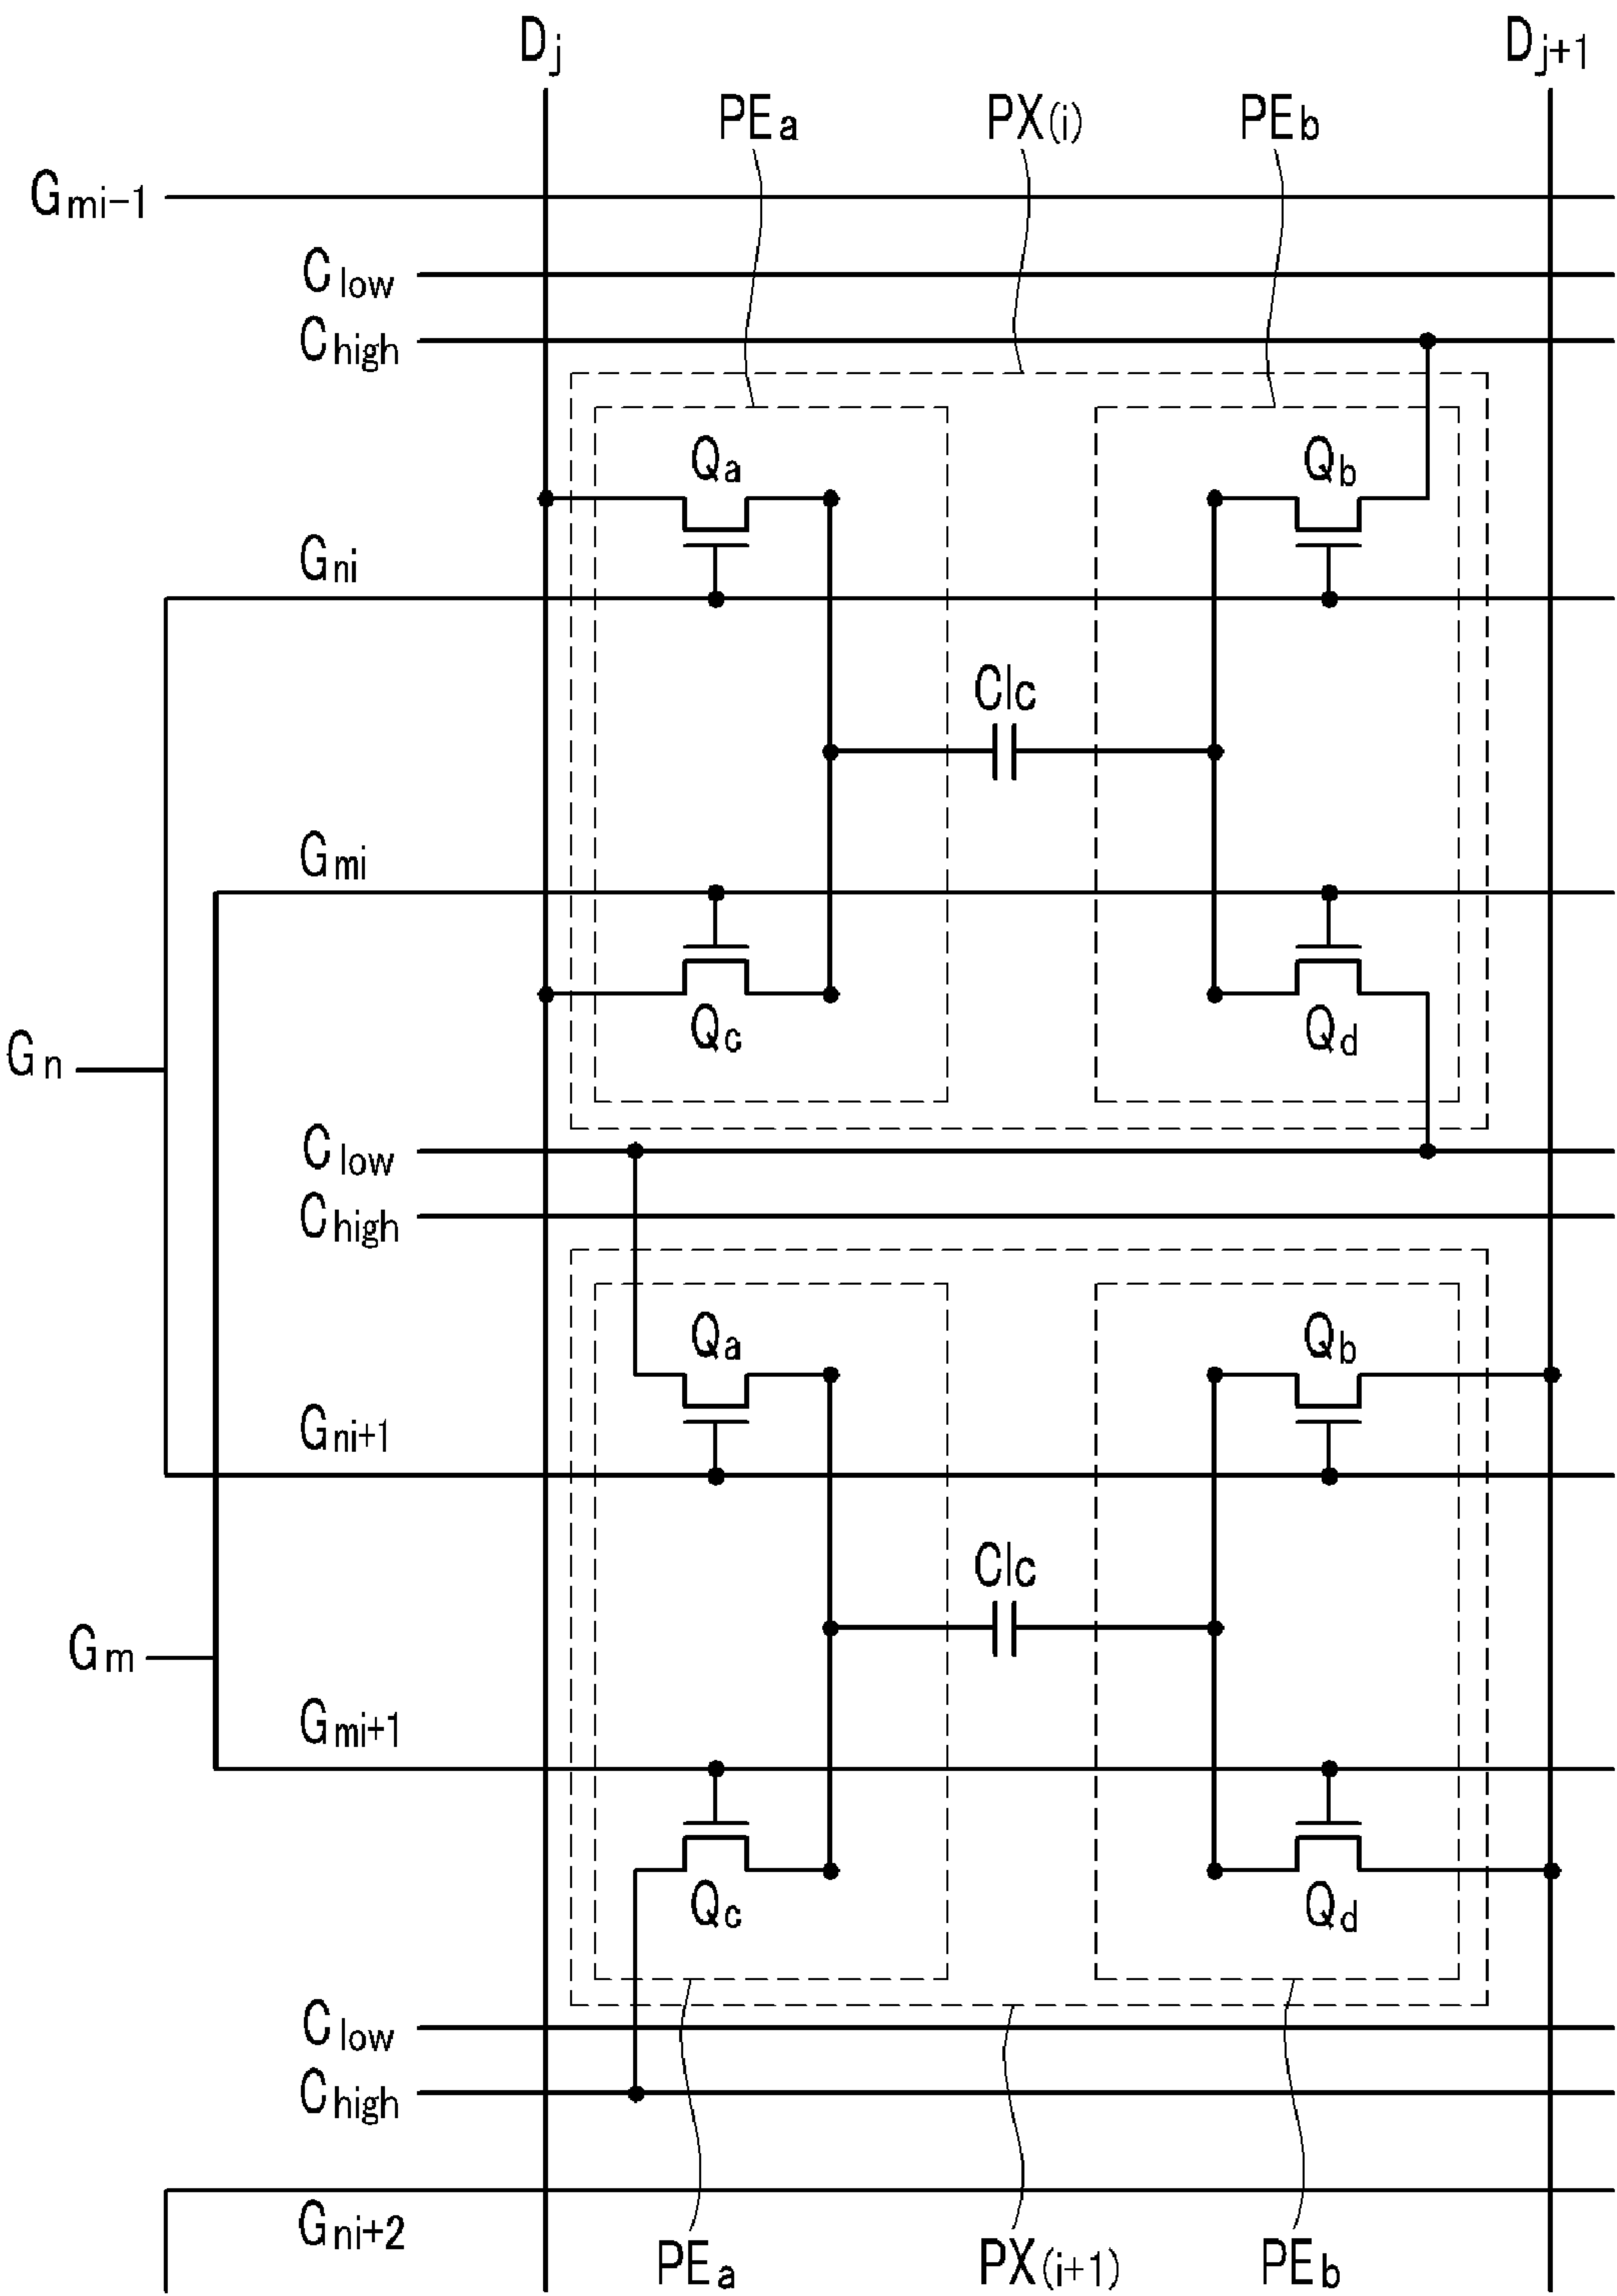 Dj Dj+1
PEa PX(i) PEb
Gmi-1
Clow
Chigh
Qa Qb
Gni
Clc
Gmi
Qc Qd
Gn
Clow
Chigh
Qa Qb
Gni+1
Clc
Gm
Gmi+1
Qc Qd
Clow
Chigh
Gni+2
PEa PX(i+1) PEb